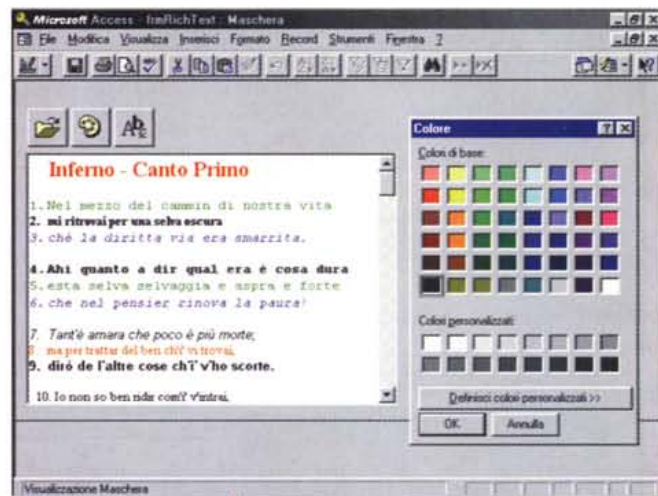 Microsoft Access - frmRichText : Maschera
File Modifica Visualizza Inserisci Formato Record Strumenti Finestra ?
Inferno - Canto Primo
1. Nel mezzo del cammin di nostra vita
2. mi ritrovai per una selva oscura
3. ché la diritta via era smarrita.
4. Ahi quanto a dir qual era è cosa dura
5. esta selva selvaggia e aspra e forte
6. che nel pensier rinova la paura!
7. Tant'è amara che poco è più morte;
8. ma per trattar del ben ch'i' vi trovai,
9. dirò de l'altre cose ch'i' v'ho scorte.
10. Io non so ben ridir com'i' v'intrai,
Colore
Colori di base:
Colori personalizzati:
Definisci colori personalizzati >>
OK Annulla
Visualizzazione Maschera